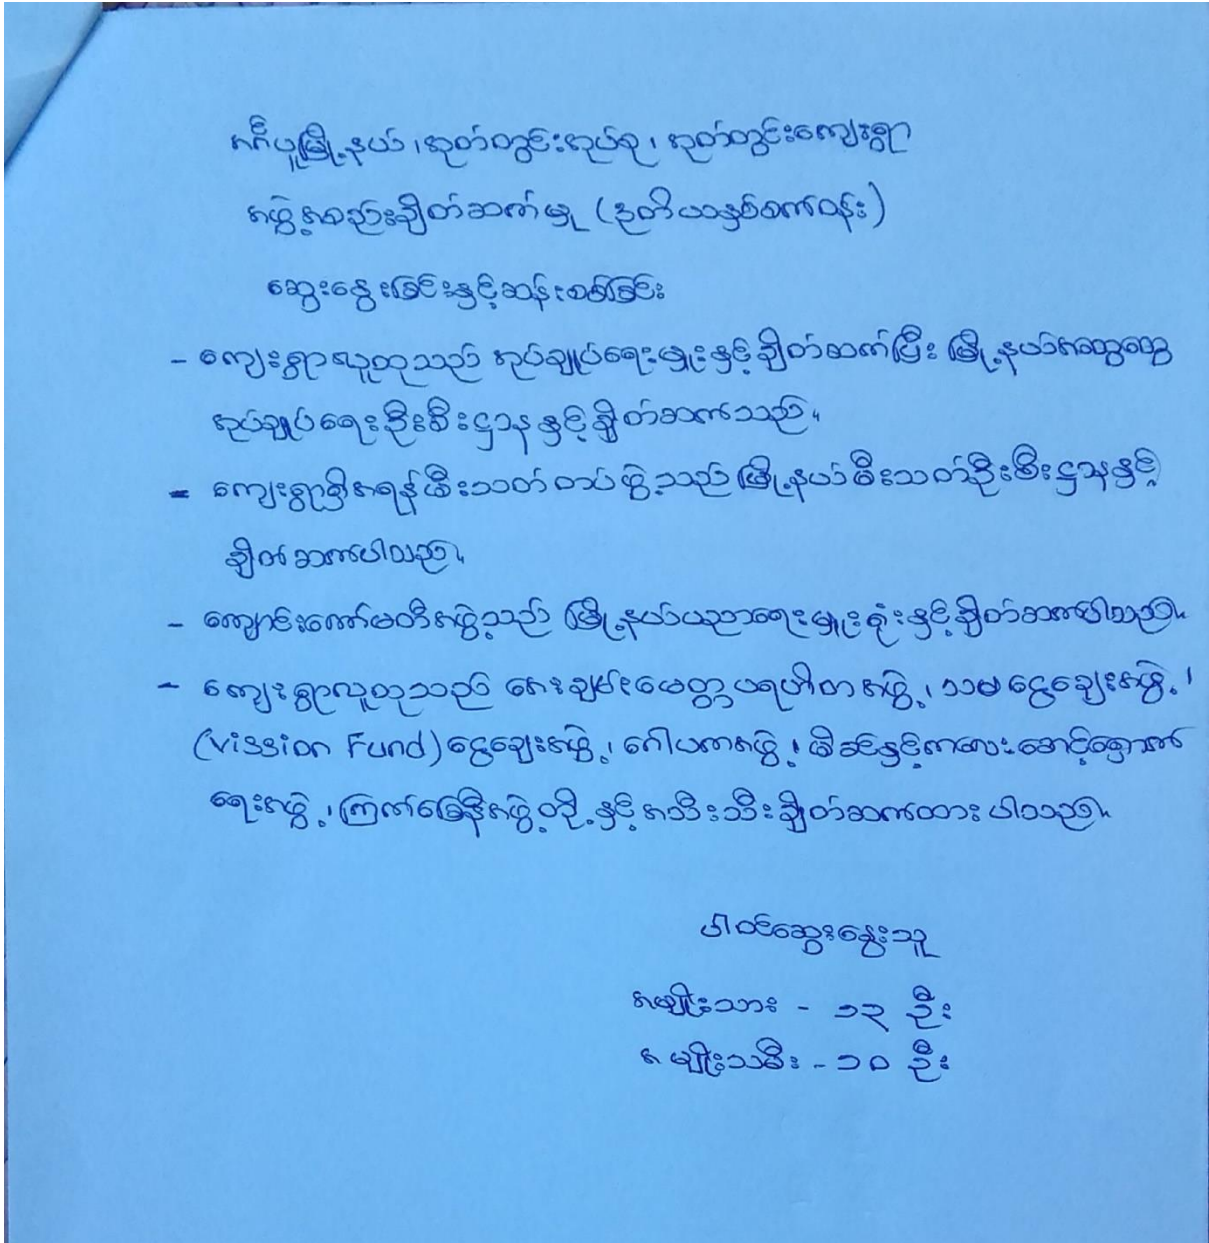 အင်္ဂပူမြို့နယ်၊ အုတ်တွင်းအုပ်စု၊ အုတ်တွင်းကျေးရွာ
အဖွဲ့အစည်းချိတ်ဆက်မှု (ဒုတိယနှစ်စက်ဝန်း)
ဆွေးနွေးခြင်းနှင့်ဆန်းစစ်ခြင်း
- ကျေးရွာလူထုသည် အုပ်ချုပ်ရေးမှူးနှင့်ချိတ်ဆက်ပြီး မြို့နယ်အထွေထွေ
အုပ်ချုပ်ရေးဦးစီးဌာနနှင့်ချိတ်ဆက်သည်။
- ကျေးရွာရှိအရန်မီးသတ်တပ်ဖွဲ့သည် မြို့နယ်မီးသတ်ဦးစီးဌာနနှင့်
ချိတ်ဆက်ပါသည်။
- ကျောင်းကော်မတီအဖွဲ့သည် မြို့နယ်ပညာရေးမှူးရုံးနှင့်ချိတ်ဆက်ပါသည်။
- ကျေးရွာလူထုသည် အေးချမ်းမေတ္တာပရဟိတအဖွဲ့၊ သမငွေချေးအဖွဲ့၊
(Vission Fund) ငွေချေးအဖွဲ့၊ ဂေါပကအဖွဲ့၊ မိခင်နှင့်ကလေးစောင့်ရှောက်
ရေးအဖွဲ့၊ ကြက်ခြေနီအဖွဲ့တို့နှင့်အသီးသီးချိတ်ဆက်ထားပါသည်။
ပါဝင်ဆွေးနွေးသူ
အမျိုးသား - ၁၃ ဦး
အမျိုးသမီး - ၁၀ ဦး